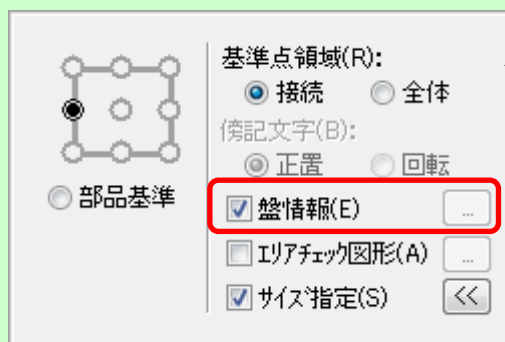 基準点領域(R):
接続 全体
傍記文字(B):
正置 回転
部品基準
盤情報(E) ...
エリアチェック図形(A) ...
サイズ指定(S) <<